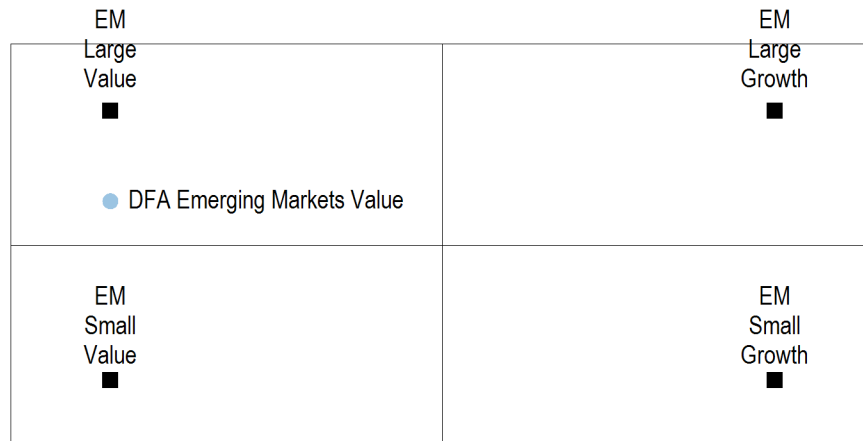 EM
Large
Value
EM
Large
Growth
DFA Emerging Markets Value
EM
Small
Value
EM
Small
Growth